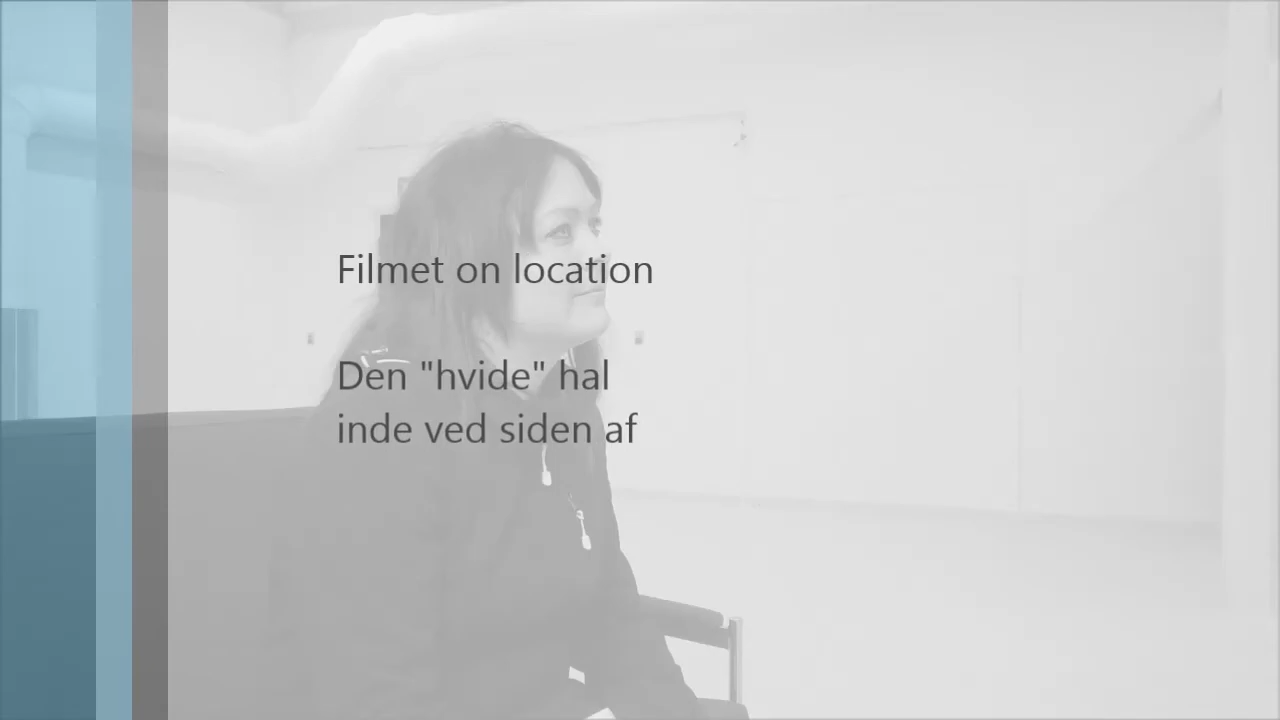 Filmet on location
Den "hvide" hal
inde ved siden af